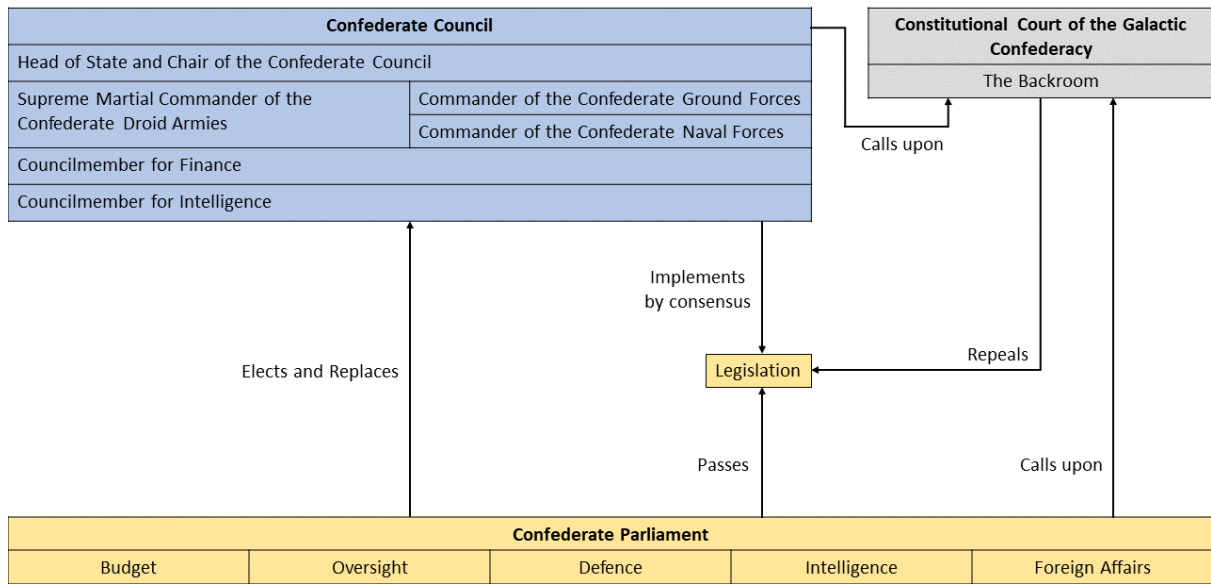 Confederate Council
Head of State and Chair of the Confederate Council
Supreme Martial Commander of the
Confederate Droid Armies
Commander of the Confederate Ground Forces
Commander of the Confederate Naval Forces
Councilmember for Finance
Councilmember for Intelligence
Constitutional Court of the Galactic
Confederacy
The Backroom
Calls upon
Implements
by consensus
Elects and Replaces
Legislation
Repeals
Passes
Calls upon
Confederate Parliament
Budget
Oversight
Defence
Intelligence
Foreign Affairs